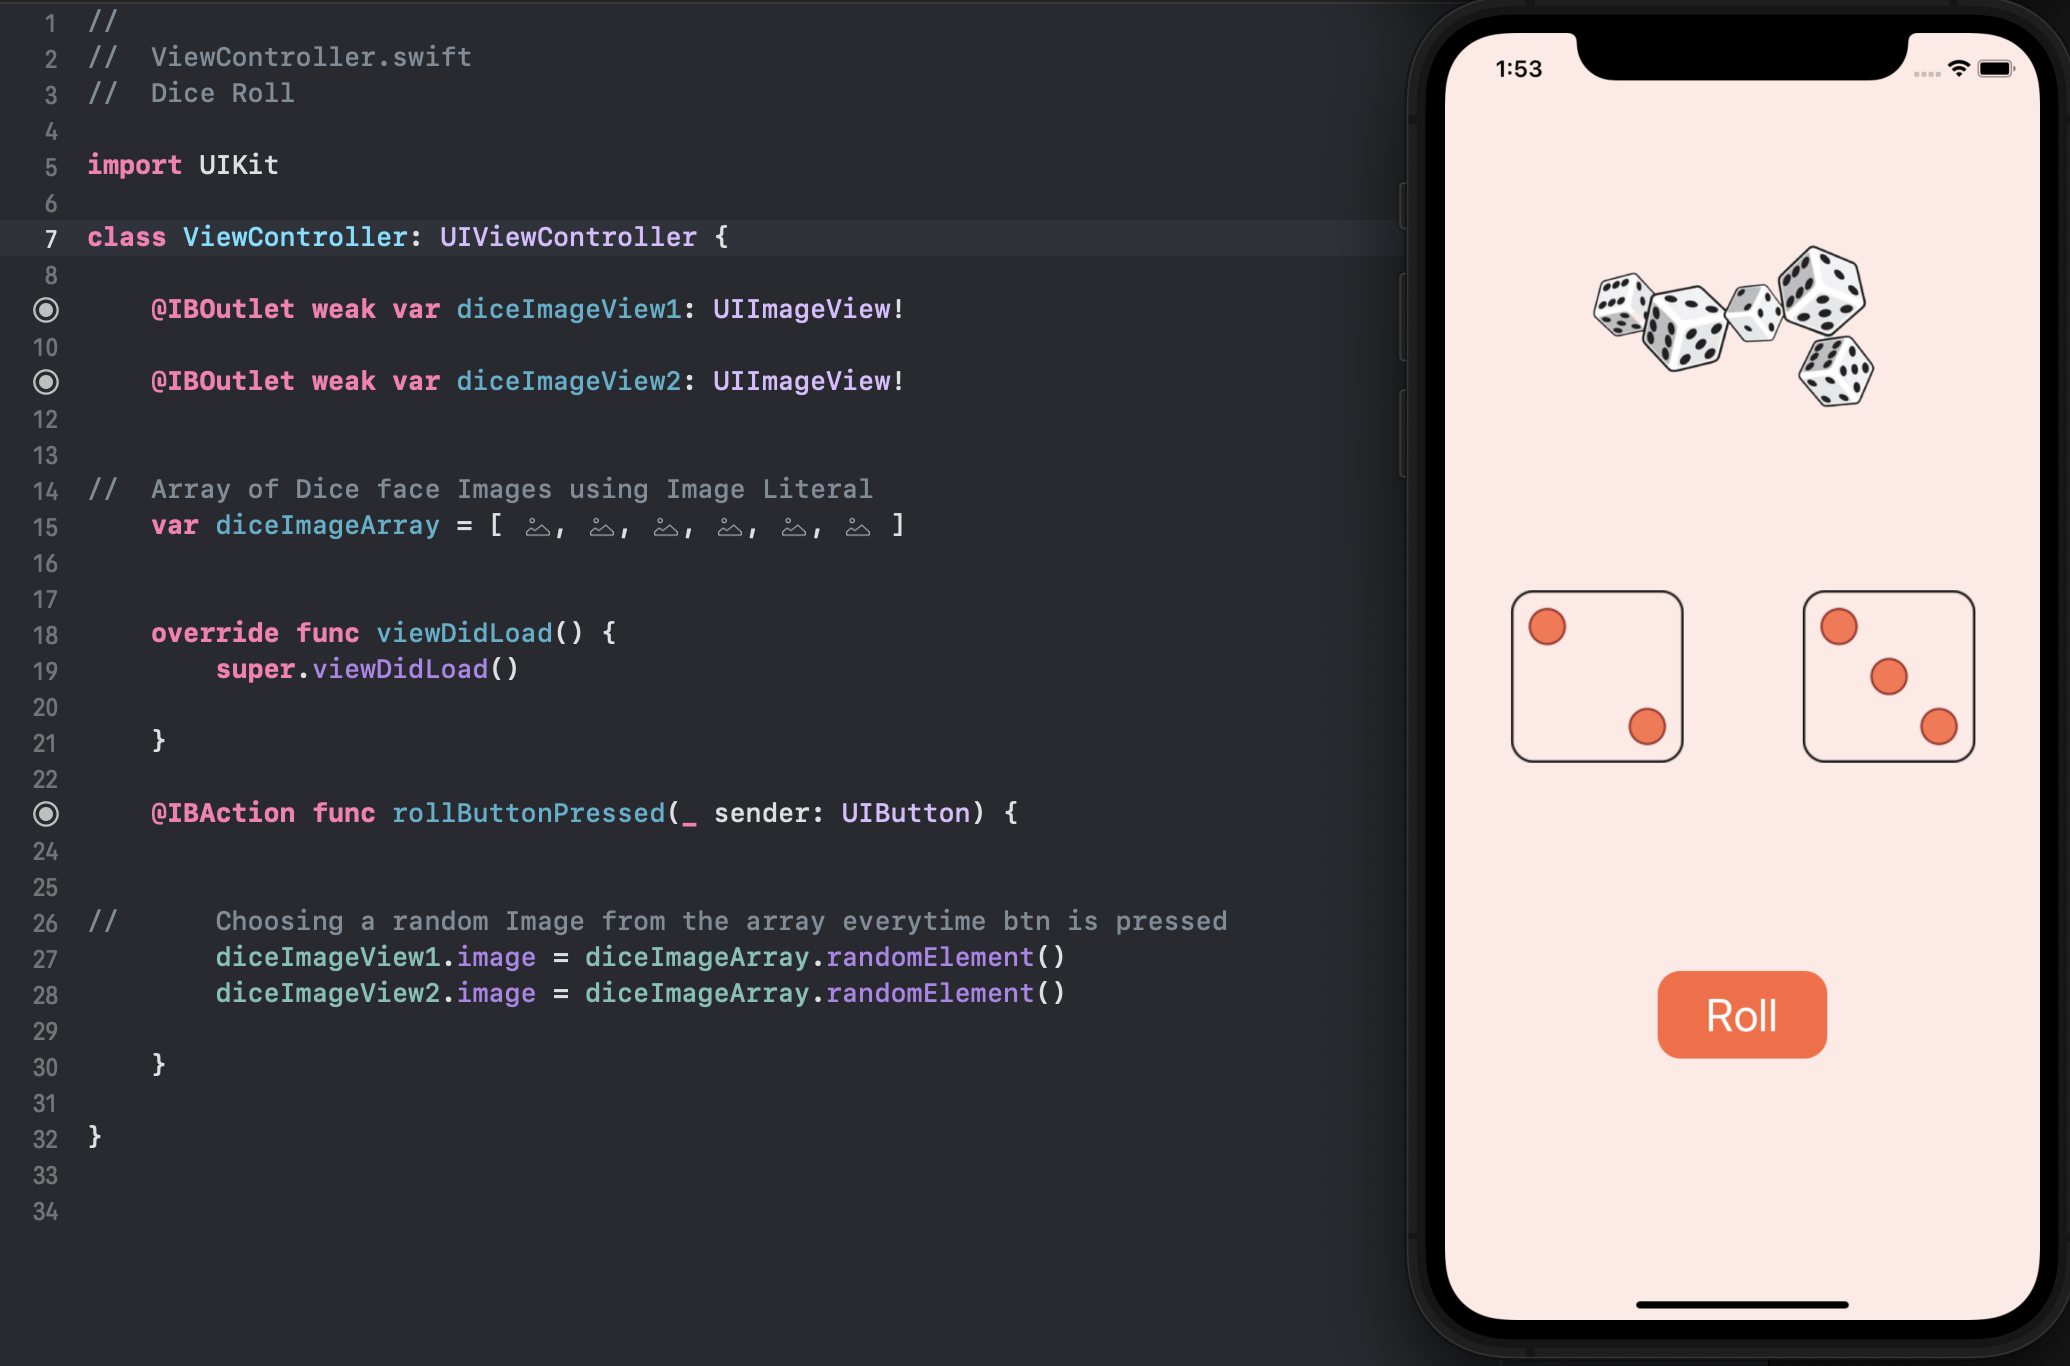 1 //
2 //  ViewController.swift
3 //  Dice Roll
4
5 import UIKit
6
7 class ViewController: UIViewController {
8
@IBOutlet weak var diceImageView1: UIImageView!
10
@IBOutlet weak var diceImageView2: UIImageView!
12
13
14 //  Array of Dice face Images using Image Literal
15 var diceImageArray = [ , , , , , ]
16
17
18 override func viewDidLoad() {
19 super.viewDidLoad()
20
21 }
22
@IBAction func rollButtonPressed(_ sender: UIButton) {
24
25
26 //      Choosing a random Image from the array everytime btn is pressed
27 diceImageView1.image = diceImageArray.randomElement()
28 diceImageView2.image = diceImageArray.randomElement()
29
30 }
31
32 }
33
34
1:53
Roll